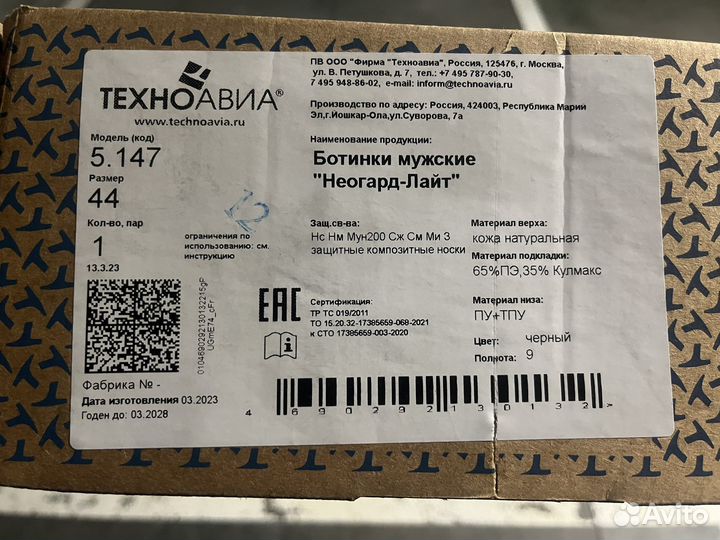 ТЕХНОАВИА®
www.technoavia.ru
Модель (код)
5.147
Размер
44
Кол-во, пар
1
13.3.23
ограничения по
использованию: см.
инструкцию
12
ПВ ООО "Фирма "Техноавиа", Россия, 125476, г. Москва,
ул. В. Петушкова, д. 7, тел.: +7 495 787-90-30,
7 495 948-86-02, e-mail: inform@technoavia.ru
Производство по адресу: Россия, 424003, Республика Марий
Эл,г.Йошкар-Ола,ул.Суворова, 7а
Наименование продукции:
Ботинки мужские
"Неогард-Лайт"
Защ.св-ва:
Нс Нм Мун200 Сж См Ми З
защитные композитные носки
Материал верха:
кожа натуральная
Материал подкладки:
65%ПЭ,35% Кулмакс
Материал низа:
ПУ+ТПУ
Цвет: черный
Полнота: 9
EAC
Сертификация:
ТР ТС 019/2011
ТО 15.20.32-17385659-068-2021
к СТО 17385659-003-2020
Фабрика № -
Дата изготовления 03.2023
Годен до: 03.2028
4 690292 130132 >
Avito